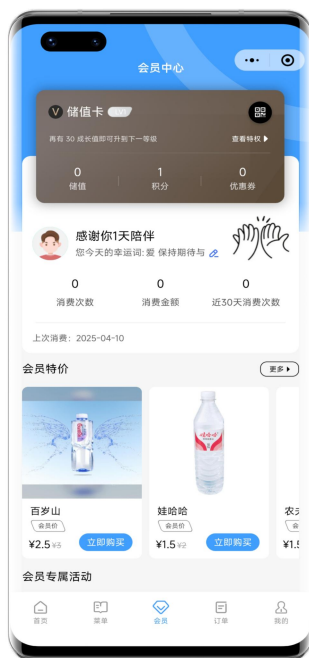 会员中心
V 储值卡
再有 30 成长值即可升到下一等级
查看特权
0 1 0
储值 积分 优惠券
感谢你1天陪伴
您今天的幸运词:爱 保持期待与
0 0 0
消费次数 消费金额 近30天消费次数
上次消费: 2025-04-10
会员特价 更多
百岁山 娃哈哈 农夫
会员价 会员价 会
¥2.5 ¥3 立即购买 ¥1.5 ¥2 立即购买 ¥1.5
会员专属活动
首页 菜单 会员 订单 我的